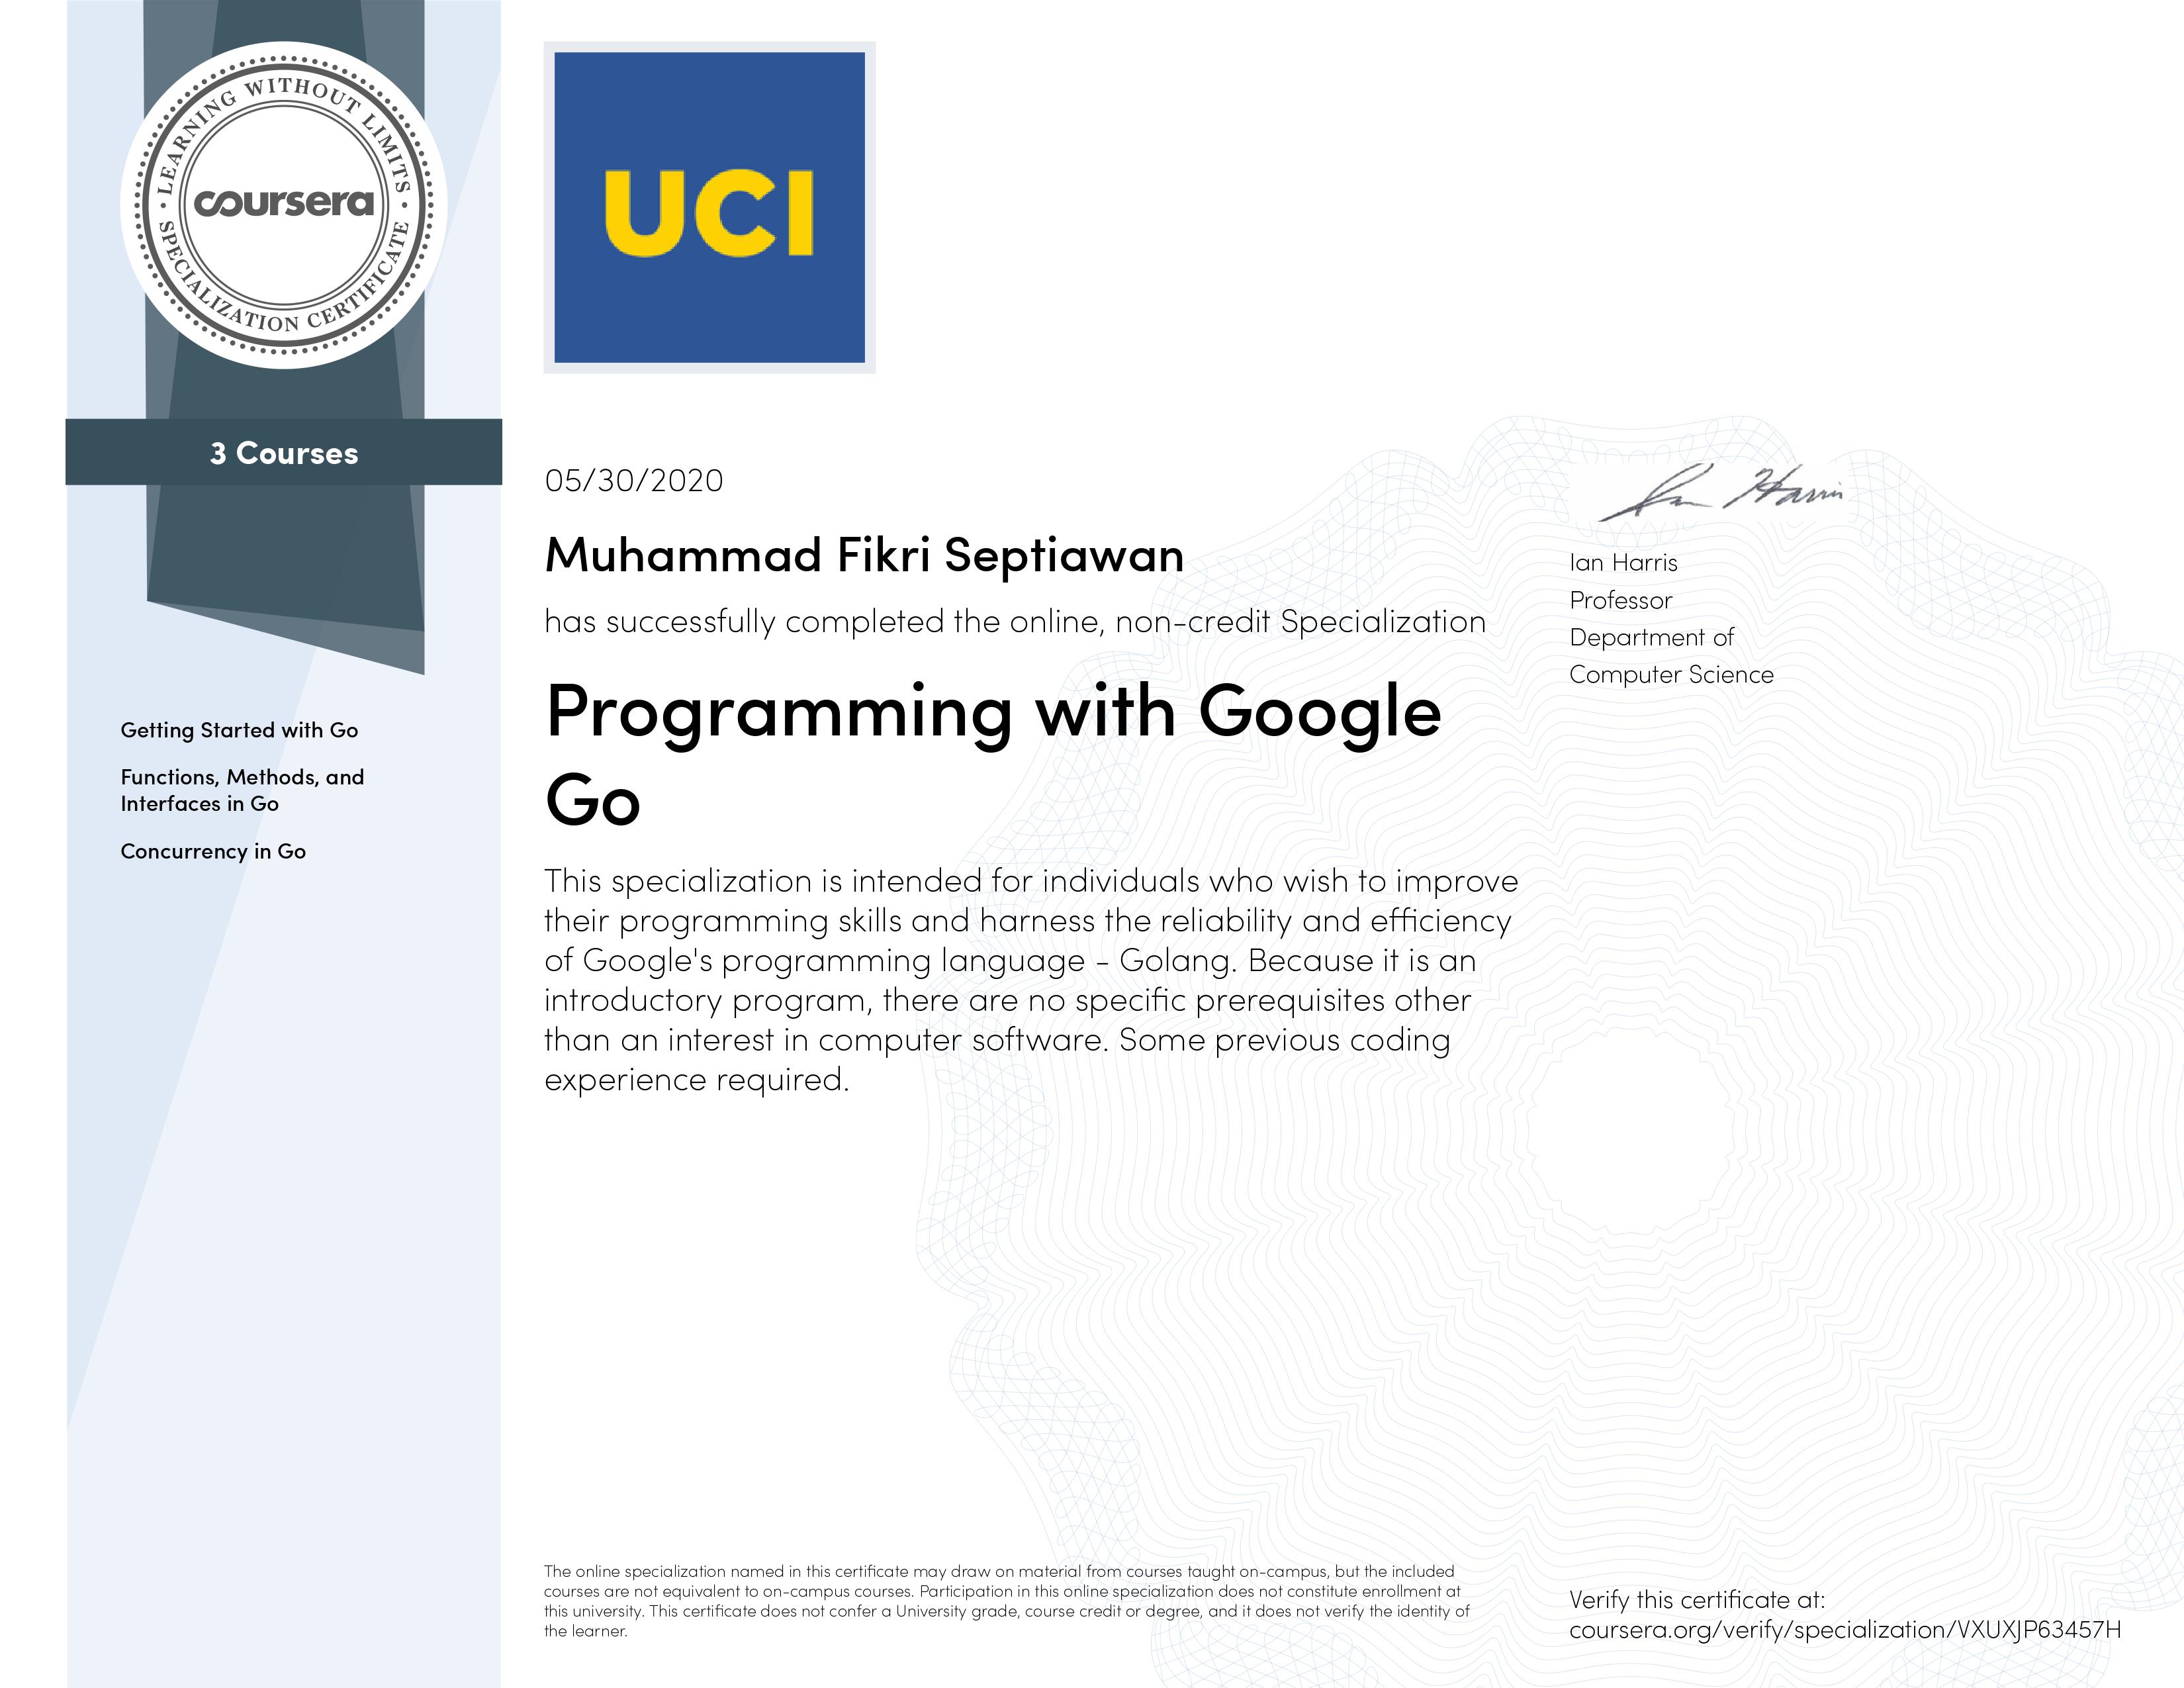 LEARNING WITHOUT LIMITS
coursera
SPECIALIZATION CERTIFICATE
3 Courses
Getting Started with Go
Functions, Methods, and
Interfaces in Go
Concurrency in Go
UCI
05/30/2020
Muhammad Fikri Septiawan
has successfully completed the online, non-credit Specialization
Programming with Google
Go
This specialization is intended for individuals who wish to improve
their programming skills and harness the reliability and efficiency
of Google's programming language - Golang. Because it is an
introductory program, there are no specific prerequisites other
than an interest in computer software. Some previous coding
experience required.
Ian Harris
Ian Harris
Professor
Department of
Computer Science
The online specialization named in this certificate may draw on material from courses taught on-campus, but the included
courses are not equivalent to on-campus courses. Participation in this online specialization does not constitute enrollment at
this university. This certificate does not confer a University grade, course credit or degree, and it does not verify the identity of
the learner.
Verify this certificate at:
coursera.org/verify/specialization/VXUXJP63457H